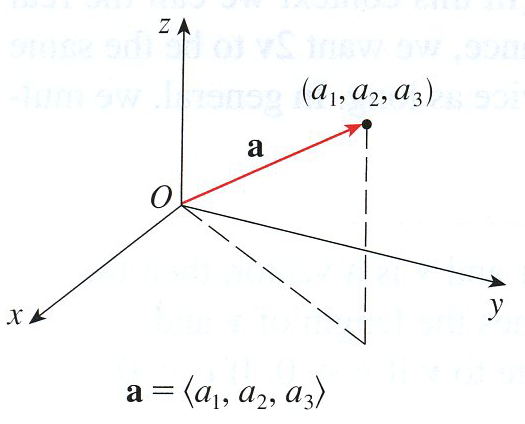 z
(a₁, a₂, a₃)
a
O
x
y
a = ⟨a₁, a₂, a₃⟩